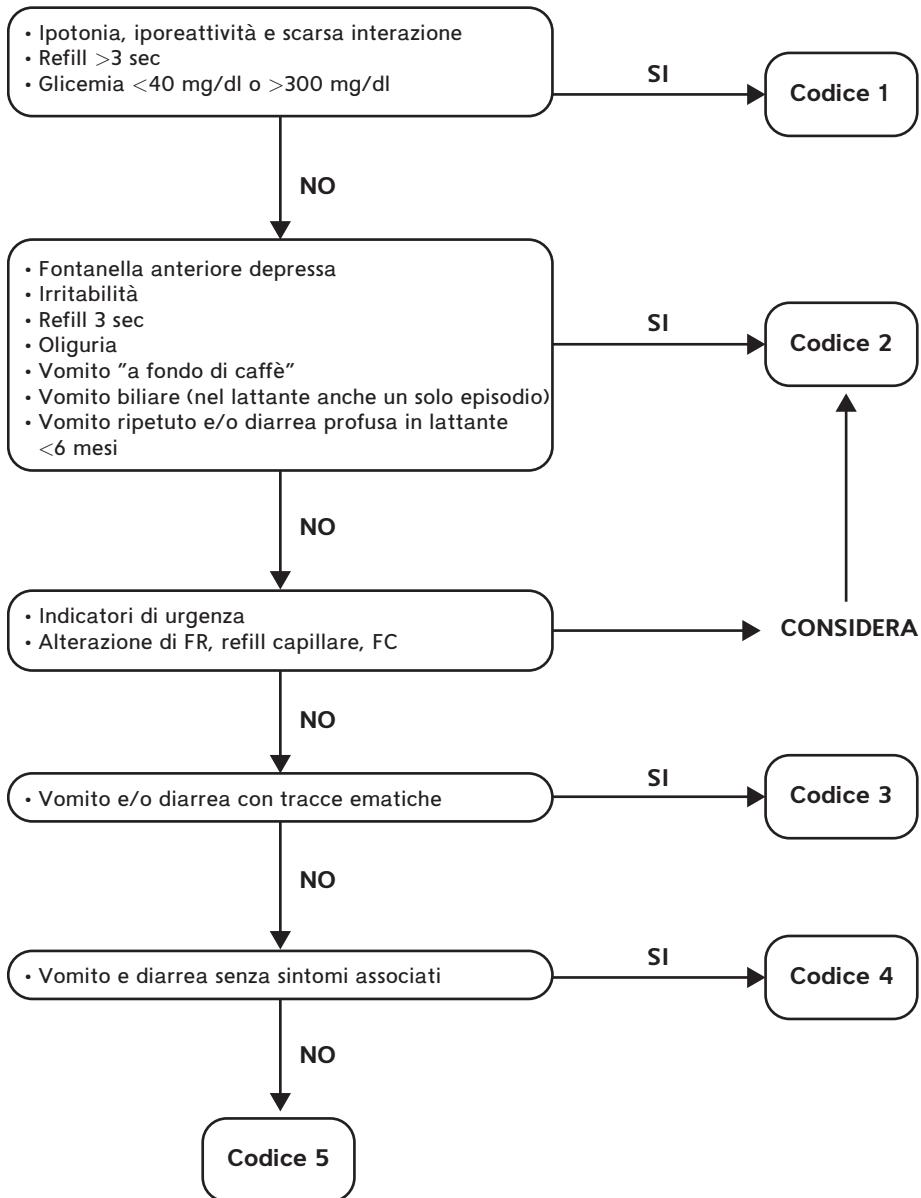 • Ipotonia, iporeattività e scarsa interazione
• Refill >3 sec
• Glicemia <40 mg/dl o >300 mg/dl
SI
Codice 1
NO
• Fontanella anteriore depressa
• Irritabilità
• Refill 3 sec
• Oliguria
• Vomito "a fondo di caffè"
• Vomito biliare (nel lattante anche un solo episodio)
• Vomito ripetuto e/o diarrea profusa in lattante
<6 mesi
SI
Codice 2
NO
• Indicatori di urgenza
• Alterazione di FR, refill capillare, FC
CONSIDERA
NO
• Vomito e/o diarrea con tracce ematiche
SI
Codice 3
NO
• Vomito e diarrea senza sintomi associati
SI
Codice 4
NO
Codice 5